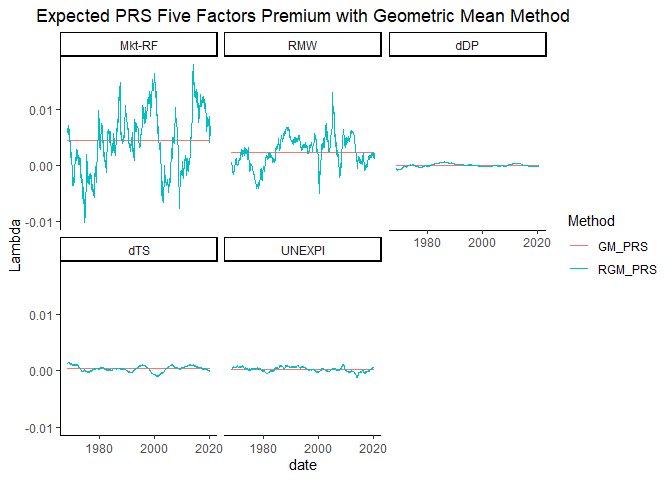 Expected PRS Five Factors Premium with Geometric Mean Method
Mkt-RF
RMW
dDP
0.01
0.00
-0.01
1980 2000 2020
dTS
UNEXPI
0.01
0.00
-0.01
1980 2000 2020
1980 2000 2020
date
Lambda
Method
GM_PRS
RGM_PRS